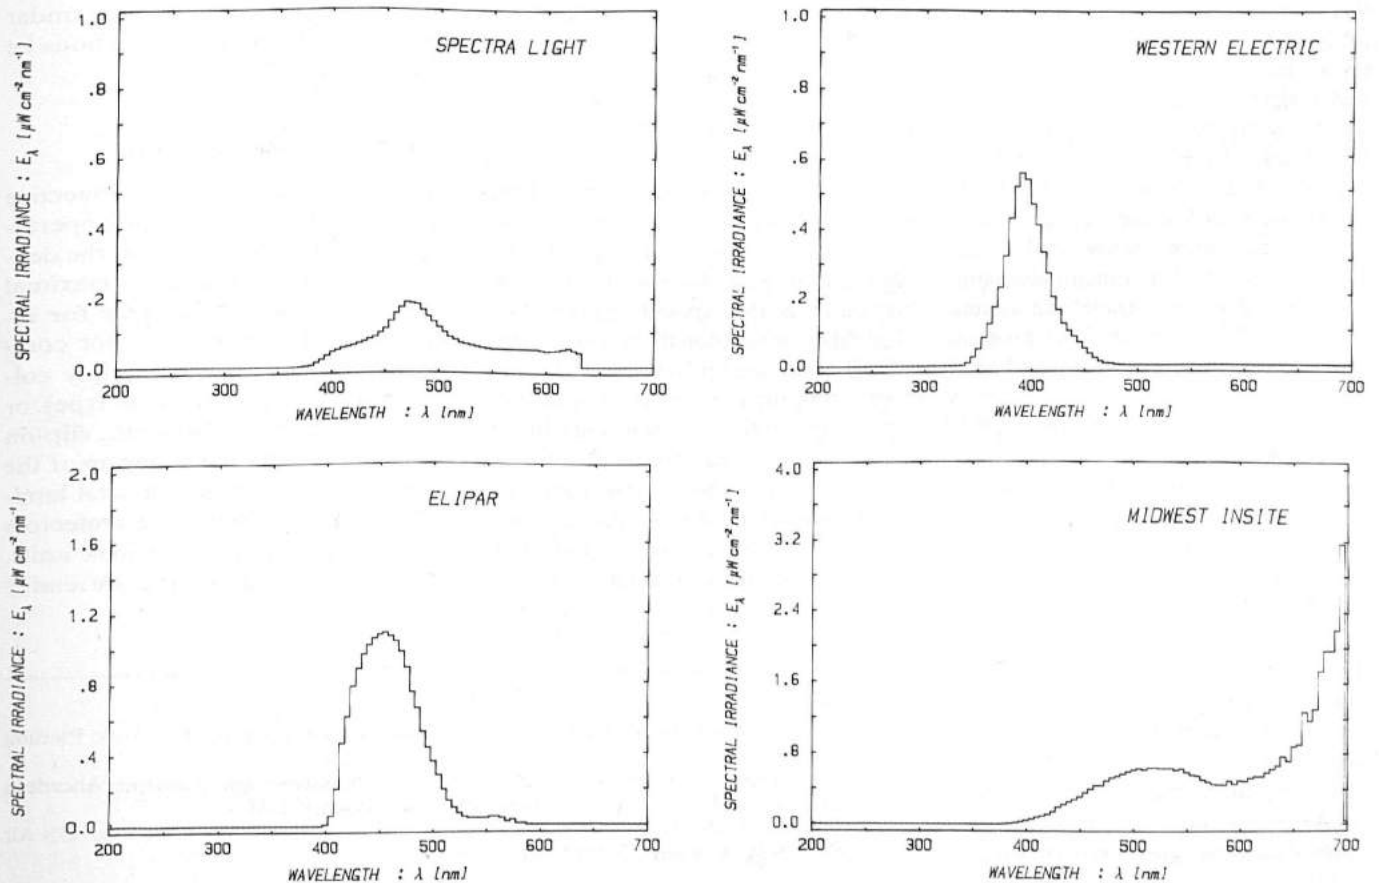 SPECTRA LIGHT
SPECTRAL IRRADIANCE : E_λ [μW cm⁻² nm⁻¹]
1.0
.8
.6
.4
.2
0.0
200 300 400 500 600 700
WAVELENGTH : λ [nm]
WESTERN ELECTRIC
SPECTRAL IRRADIANCE : E_λ [μW cm⁻² nm⁻¹]
1.0
.8
.6
.4
.2
0.0
200 300 400 500 600 700
WAVELENGTH : λ [nm]
ELIPAR
SPECTRAL IRRADIANCE : E_λ [μW cm⁻² nm⁻¹]
2.0
1.6
1.2
.8
.4
0.0
200 300 400 500 600 700
WAVELENGTH : λ [nm]
MIDWEST INSITE
SPECTRAL IRRADIANCE : E_λ [μW cm⁻² nm⁻¹]
4.0
3.2
2.4
1.6
.8
0.0
200 300 400 500 600 700
WAVELENGTH : λ [nm]